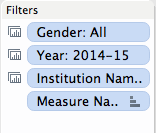 Filters
Gender: All
Year: 2014-15
Institution Nam..
Measure Na..